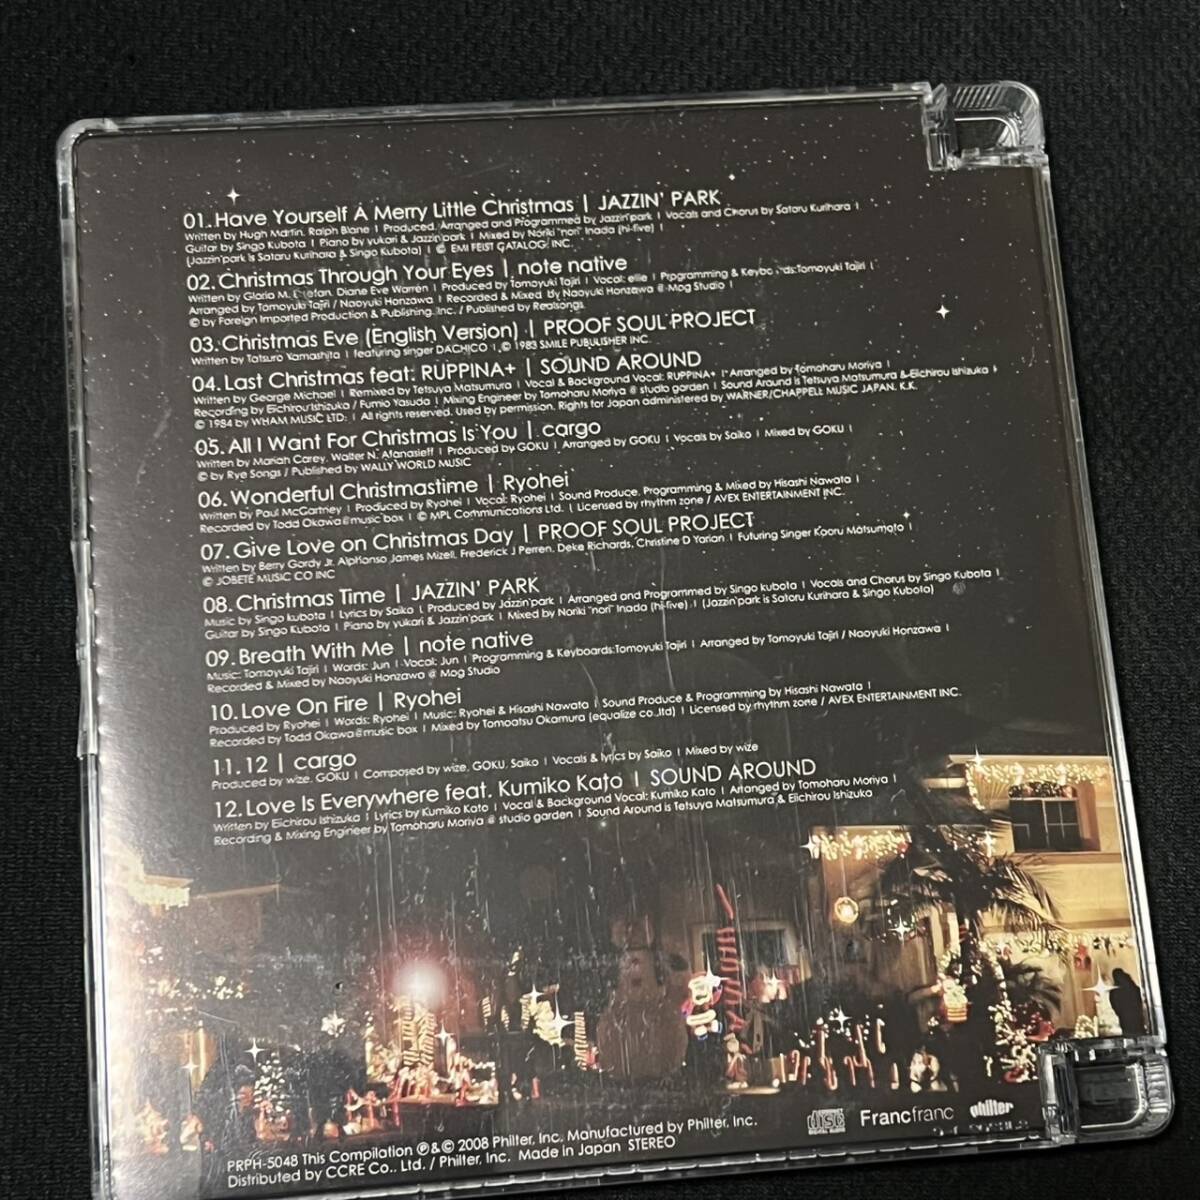 01. Have Yourself A Merry Little Christmas | JAZZIN' PARK
Written by Hugh Martin, Ralph Blane | Produced, Arranged and Programmed by Jazzin'park | Vocals and Chorus by Satoru Kurihara |
Guitar by Singo Kubota | Piano by yukari & Jazzin'park | Mixed by Noriki "nori" Inada (hi-five) |
(Jazzin'park is Satoru Kurihara & Singo Kubota) | © EMI FEIST CATALOG INC.
02. Christmas Through Your Eyes | note native
Written by Gloria M. Diane Eve Warren | Produced by Tomoyuki Tajiri | Vocal: ellie | Programming & Tomoyuki Tajiri |
Arranged by Tomoyuki Tajiri / Naoyuki Honzawa | Recorded & Mixed by Naoyuki Honzawa @ Mog Studio |
© by Foreign Imported Production & Publishing, Inc. / Published by Realsongs
03. Christmas Eve (English Version) | PROOF SOUL PROJECT
Written by Tatsuro Yamashita | featuring singer DACHICO | © 1983 SMILE PUBULISHER INC.
04. Last Christmas feat. RUPPINA+ | SOUND AROUND
Written by George Michael | Remixed by Tetsuya Matsumura | Vocal & Background Vocal: RUPPINA+ | Arranged by Tomoharu Moriya |
Recording by Eichirou Ishizuka / Fumio Yasuda | Mixing Engineer by Tomoharu Moriya @ studio garden | Sound Around is Tetsuya Matsumura & Eichirou Ishizuka |
© 1984 by WHAM MUSIC LTD. | All rights reserved. Used by permission. Rights for Japan administered by WARNER/CHAPPELL MUSIC JAPAN, K.K.
05. All I Want For Christmas Is You | cargo
Written by Mariah Carey, Walter N. Afanasieff | Produced by GOKU | Arranged by GOKU | Vocals by Saiko | Mixed by GOKU |
© by Rye Songs / Published by WALLY WORLD MUSIC
06. Wonderful Christmastime | Ryohei
Written by Paul McCartney | Produced by Ryohei | Vocal: Ryohei | Sound Produce, Programming & Mixed by Hisashi Nawata |
Recorded by Todd Okawa@music box | © MPL Communications Ltd. | Licensed by rhythm zone / AVEX ENTERTAINMENT INC.
07. Give Love on Christmas Day | PROOF SOUL PROJECT
Written by Berry Gordy Jr, Alphonso James Mizell, Frederick J Perren, Deke Richards, Christine D Yarian | Futuring Singer Kaoru Matsumoto |
© JOBETE MUSIC CO INC
08. Christmas Time | JAZZIN' PARK
Music by Singo kubota | Lyrics by Saiko | Produced by Jazzin'park | Arranged and Programmed by Singo kubota | Vocals and Chorus by Singo Kubota |
Guitar by Singo Kubota | Piano by yukari & Jazzin'park | Mixed by Noriki "nori" Inada (hi-five) | (Jazzin'park is Satoru Kurihara & Singo Kubota)
09. Breath With Me | note native
Music: Tomoyuki Tajiri | Words: Jun | Vocal: Jun | Programming & Keyboards:Tomoyuki Tajiri | Arranged by Tomoyuki Tajiri / Naoyuki Honzawa |
Recorded & Mixed by Naoyuki Honzawa @ Mog Studio
10. Love On Fire | Ryohei
Produced by Ryohei | Words: Ryohei | Music: Ryohei & Hisashi Nawata | Sound Produce & Programming by Hisashi Nawata |
Recorded by Todd Okawa@music box | Mixed by Tomoatsu Okamura (equalize co.,ltd) | Licensed by rhythm zone / AVEX ENTERTAINMENT INC.
11. 12 | cargo
Produced by wize, GOKU | Composed by wize, GOKU, Saiko | Vocals & lyrics by Saiko | Mixed by wize
12. Love Is Everywhere feat. Kumiko Kato | SOUND AROUND
Written by Eiichirou Ishizuka | Lyrics by Kumiko Kato | Vocal & Background Vocal: Kumiko Kato | Arranged by Tomoharu Moriya |
Recording & Mixing Engineer by Tomoharu Moriya @ studio garden | Sound Around is Tetsuya Matsumura & Eiichirou Ishizuka
PRPH-5048 This Compilation ℗&© 2008 Philter, Inc. Manufactured by Philter, Inc.
Distributed by CCRE Co., Ltd. / Philter, Inc. Made in Japan STEREO
disc DIGITAL AUDIO
Francfranc
philter